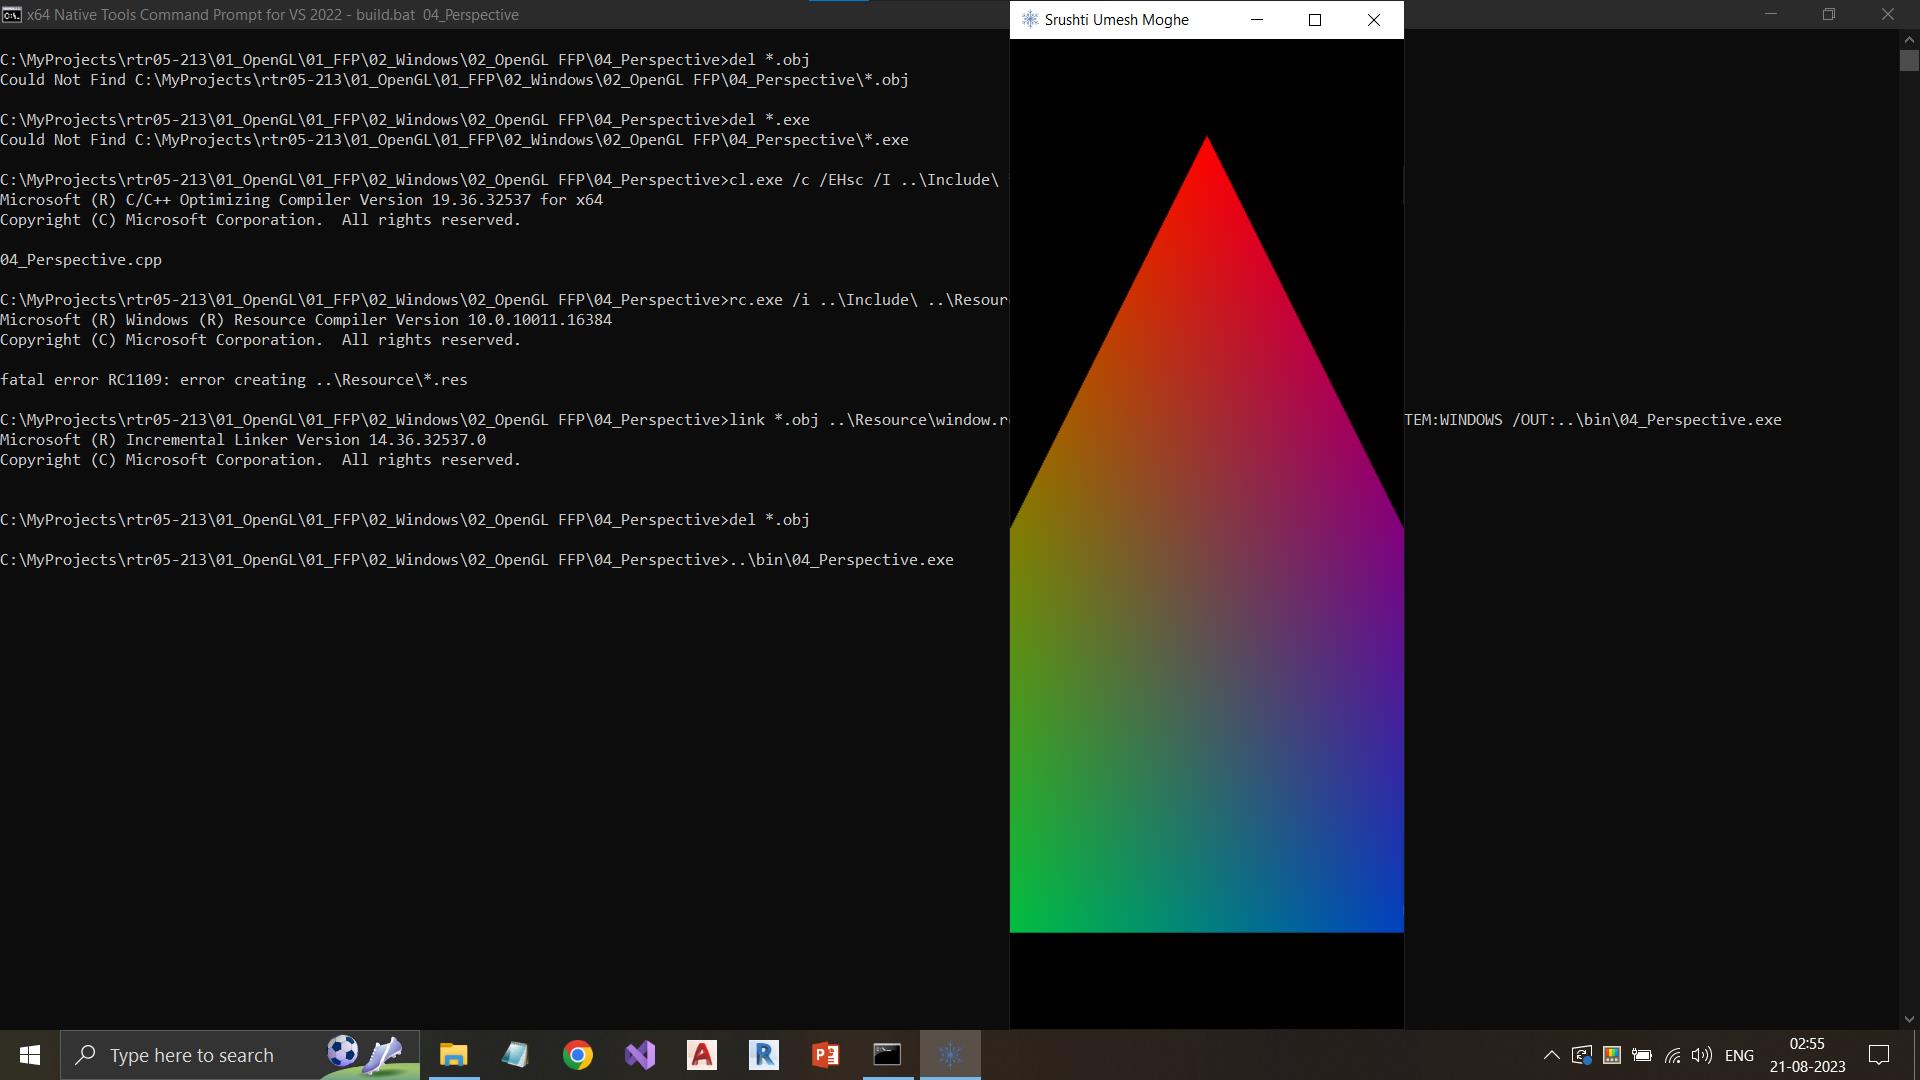 x64 Native Tools Command Prompt for VS 2022 - build.bat  04_Perspective
Srushti Umesh Moghe
C:\MyProjects\rtr05-213\01_OpenGL\01_FFP\02_Windows\02_OpenGL FFP\04_Perspective>del *.obj
Could Not Find C:\MyProjects\rtr05-213\01_OpenGL\01_FFP\02_Windows\02_OpenGL FFP\04_Perspective\*.obj
C:\MyProjects\rtr05-213\01_OpenGL\01_FFP\02_Windows\02_OpenGL FFP\04_Perspective>del *.exe
Could Not Find C:\MyProjects\rtr05-213\01_OpenGL\01_FFP\02_Windows\02_OpenGL FFP\04_Perspective\*.exe
C:\MyProjects\rtr05-213\01_OpenGL\01_FFP\02_Windows\02_OpenGL FFP\04_Perspective>cl.exe /c /EHsc /I ..\Include\
Microsoft (R) C/C++ Optimizing Compiler Version 19.36.32537 for x64
Copyright (C) Microsoft Corporation.  All rights reserved.
04_Perspective.cpp
C:\MyProjects\rtr05-213\01_OpenGL\01_FFP\02_Windows\02_OpenGL FFP\04_Perspective>rc.exe /i ..\Include\ ..\Resour
Microsoft (R) Windows (R) Resource Compiler Version 10.0.10011.16384
Copyright (C) Microsoft Corporation.  All rights reserved.
fatal error RC1109: error creating ..\Resource\*.res
C:\MyProjects\rtr05-213\01_OpenGL\01_FFP\02_Windows\02_OpenGL FFP\04_Perspective>link *.obj ..\Resource\window.r TEM:WINDOWS /OUT:..\bin\04_Perspective.exe
Microsoft (R) Incremental Linker Version 14.36.32537.0
Copyright (C) Microsoft Corporation.  All rights reserved.
C:\MyProjects\rtr05-213\01_OpenGL\01_FFP\02_Windows\02_OpenGL FFP\04_Perspective>del *.obj
C:\MyProjects\rtr05-213\01_OpenGL\01_FFP\02_Windows\02_OpenGL FFP\04_Perspective>..\bin\04_Perspective.exe
Type here to search
ENG
02:55
21-08-2023